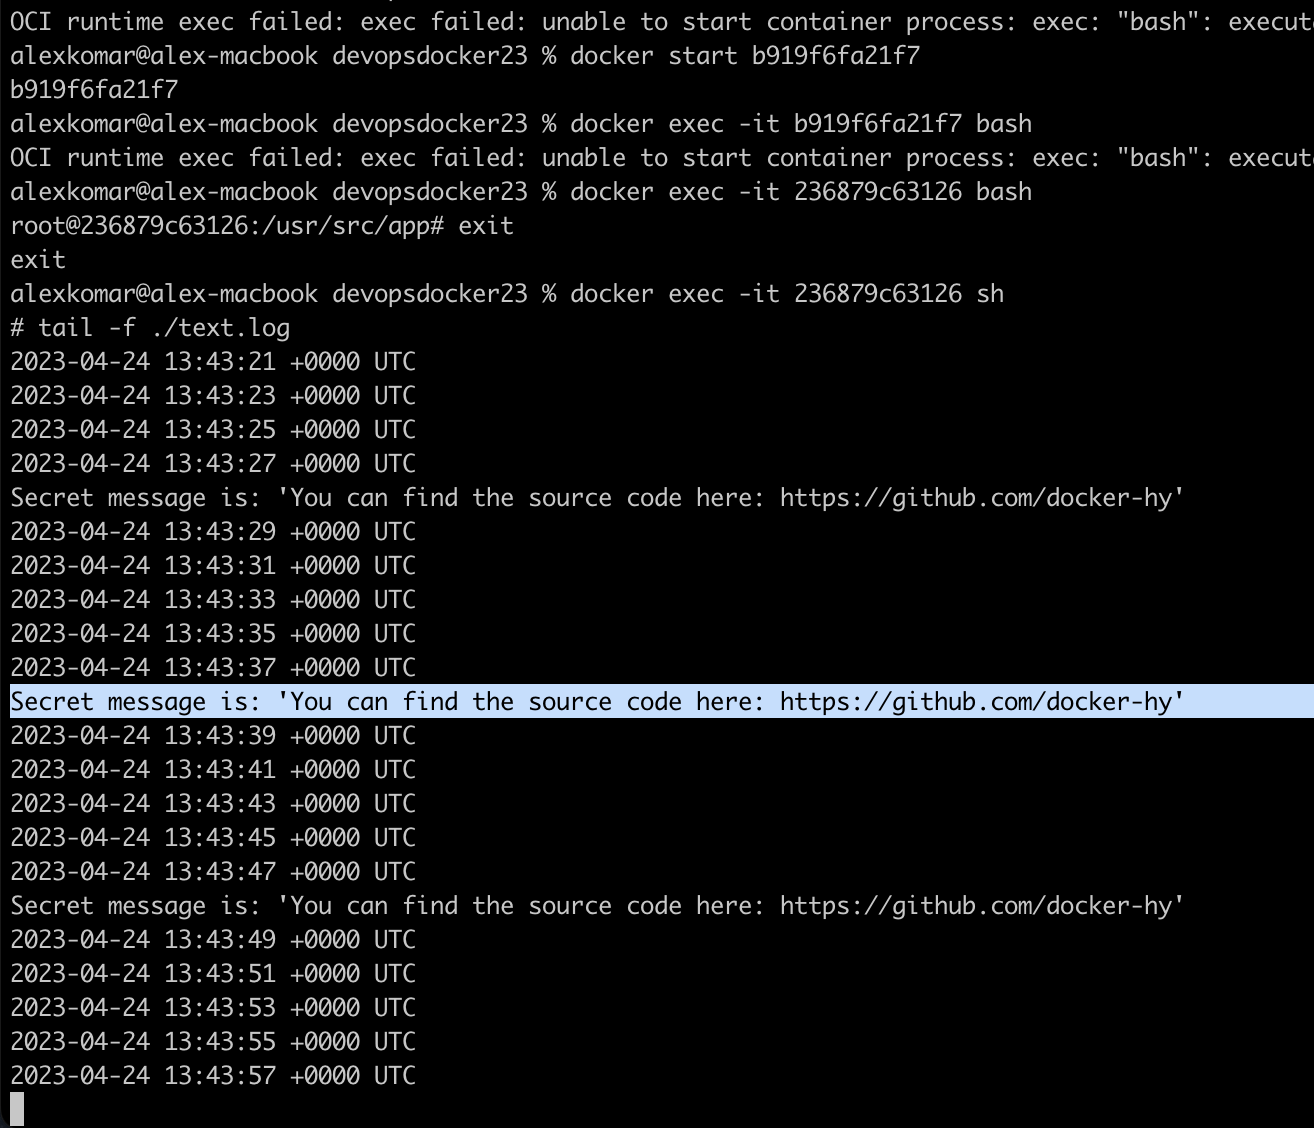 OCI runtime exec failed: exec failed: unable to start container process: exec: "bash":
alexkomar@alex-macbook devopsdocker23 % docker start b919f6fa21f7
b919f6fa21f7
alexkomar@alex-macbook devopsdocker23 % docker exec -it b919f6fa21f7 bash
OCI runtime exec failed: exec failed: unable to start container process: exec: "bash":
alexkomar@alex-macbook devopsdocker23 % docker exec -it 236879c63126 bash
root@236879c63126:/usr/src/app# exit
exit
alexkomar@alex-macbook devopsdocker23 % docker exec -it 236879c63126 sh
# tail -f ./text.log
2023-04-24 13:43:21 +0000 UTC
2023-04-24 13:43:23 +0000 UTC
2023-04-24 13:43:25 +0000 UTC
2023-04-24 13:43:27 +0000 UTC
Secret message is: 'You can find the source code here: https://github.com/docker-hy'
2023-04-24 13:43:29 +0000 UTC
2023-04-24 13:43:31 +0000 UTC
2023-04-24 13:43:33 +0000 UTC
2023-04-24 13:43:35 +0000 UTC
2023-04-24 13:43:37 +0000 UTC
Secret message is: 'You can find the source code here: https://github.com/docker-hy'
2023-04-24 13:43:39 +0000 UTC
2023-04-24 13:43:41 +0000 UTC
2023-04-24 13:43:43 +0000 UTC
2023-04-24 13:43:45 +0000 UTC
2023-04-24 13:43:47 +0000 UTC
Secret message is: 'You can find the source code here: https://github.com/docker-hy'
2023-04-24 13:43:49 +0000 UTC
2023-04-24 13:43:51 +0000 UTC
2023-04-24 13:43:53 +0000 UTC
2023-04-24 13:43:55 +0000 UTC
2023-04-24 13:43:57 +0000 UTC